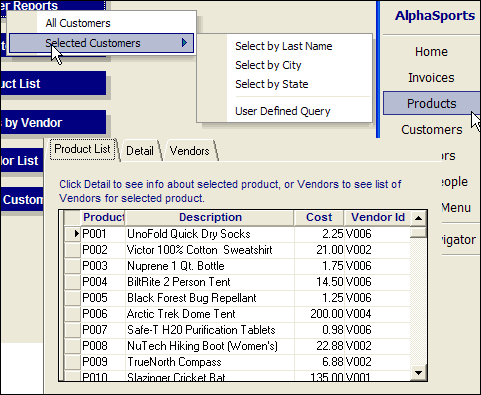 er Reports
All Customers
Selected Customers
Select by Last Name
Select by City
Select by State
User Defined Query
uct List
s by Vendor
or List
Custom
AlphaSports
Home
Invoices
Products
Customers
ors
eople
Menu
vigator
Product List
Detail
Vendors
Click Detail to see info about selected product, or Vendors to see list of
Vendors for selected product.
Product Description Cost Vendor Id
P001 UnoFold Quick Dry Socks 2.25 V006
P002 Victor 100% Cotton Sweatshirt 21.00 V002
P003 Nuprene 1 Qt. Bottle 1.75 V006
P004 BiltRite 2 Person Tent 14.50 V006
P005 Black Forest Bug Repellant 1.25 V006
P006 Arctic Trek Dome Tent 200.00 V004
P007 Safe-T H20 Purification Tablets 0.98 V006
P008 NuTech Hiking Boot (Women's) 22.88 V002
P009 TrueNorth Compass 6.88 V002
P010 Slazinger Cricket Bat 135.00 V001